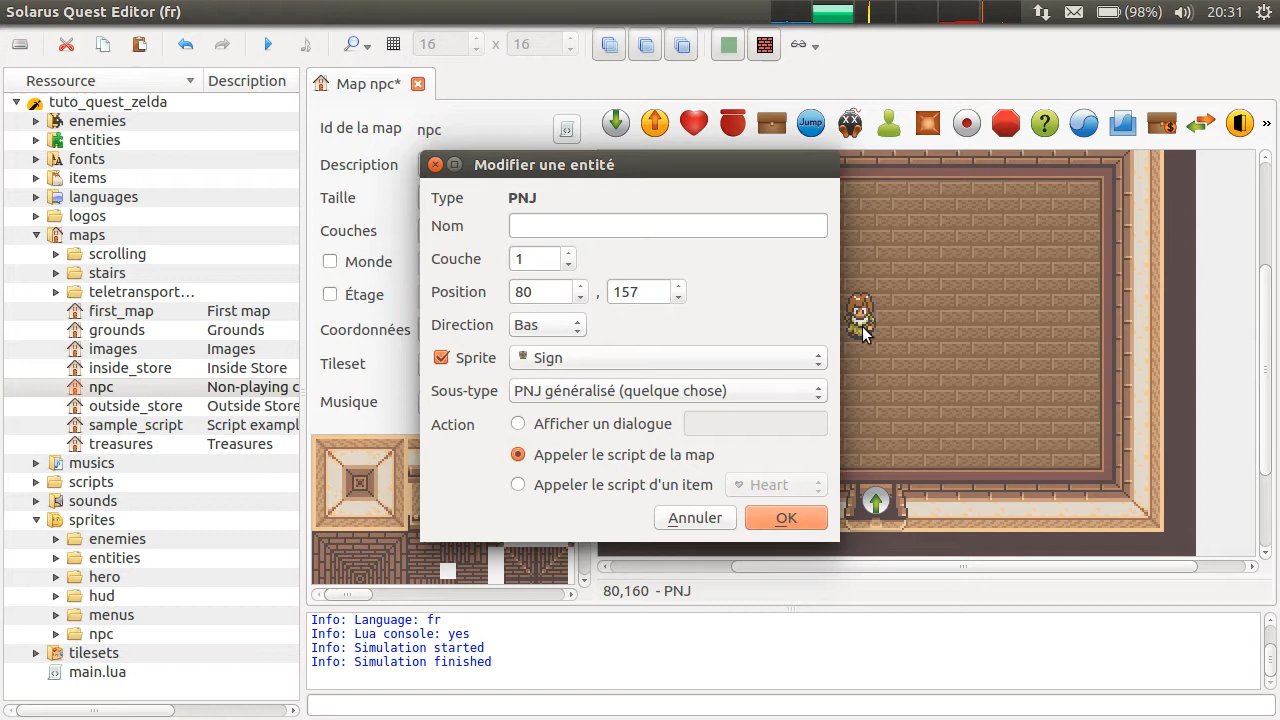 Solarus Quest Editor (fr)
(98%)
20:31
16 x 16
Ressource
Description
tuto_quest_zelda
enemies
entities
fonts
items
languages
logos
maps
scrolling
stairs
teletransport...
first_map First map
grounds Grounds
images Images
inside_store Inside Store
npc Non-playing c
outside_store Outside Store
sample_script Script exampl
treasures Treasures
musics
scripts
sounds
sprites
enemies
entities
hero
hud
menus
npc
tilesets
main.lua
Map npc*
Id de la map npc
Description
Taille
Couches
Monde
Étage
Coordonnées
Tileset
Musique
Jump
?
$
»
Modifier une entité
Type PNJ
Nom
Couche 1
Position 80 , 157
Direction Bas
Sprite Sign
Sous-type PNJ généralisé (quelque chose)
Action Afficher un dialogue
Appeler le script de la map
Appeler le script d'un item Heart
Annuler OK
80,160 - PNJ
Info: Language: fr
Info: Lua console: yes
Info: Simulation started
Info: Simulation finished